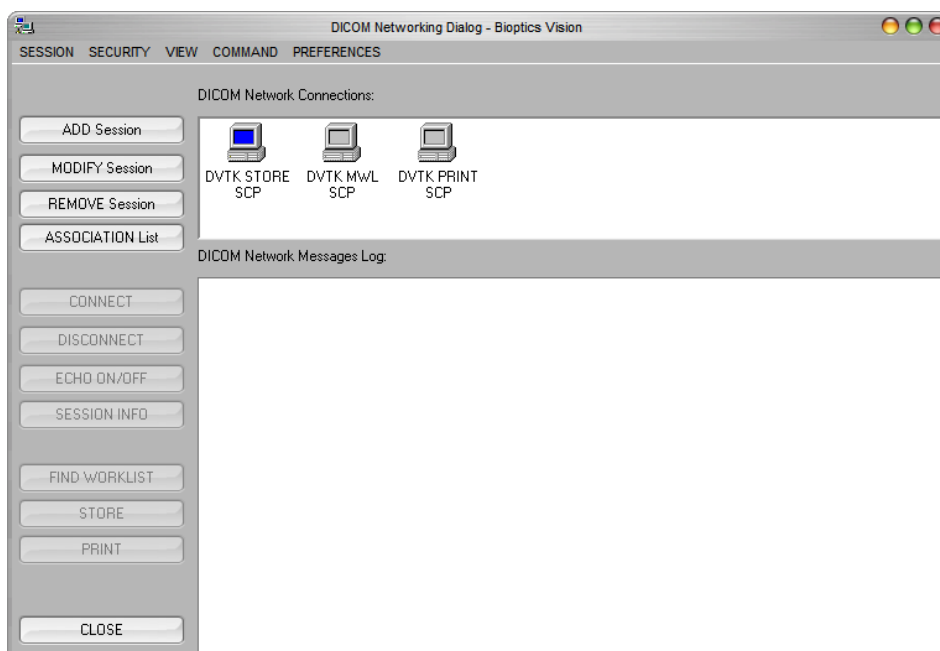 DICOM Networking Dialog - Bioptics Vision
SESSION SECURITY VIEW COMMAND PREFERENCES
DICOM Network Connections:
ADD Session
MODIFY Session
REMOVE Session
ASSOCIATION List
DVTK STORE
SCP
DVTK MWL
SCP
DVTK PRINT
SCP
DICOM Network Messages Log:
CONNECT
DISCONNECT
ECHO ON/OFF
SESSION INFO
FIND WORKLIST
STORE
PRINT
CLOSE